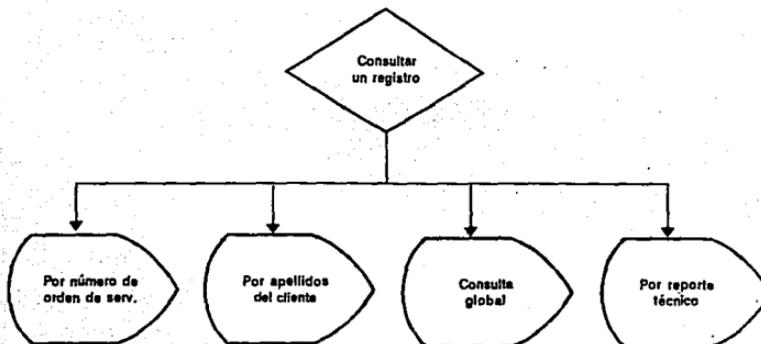 Consultar
un registro
Por número de
orden de serv.
Por apellidos
del cliente
Consulta
global
Por reporte
técnico